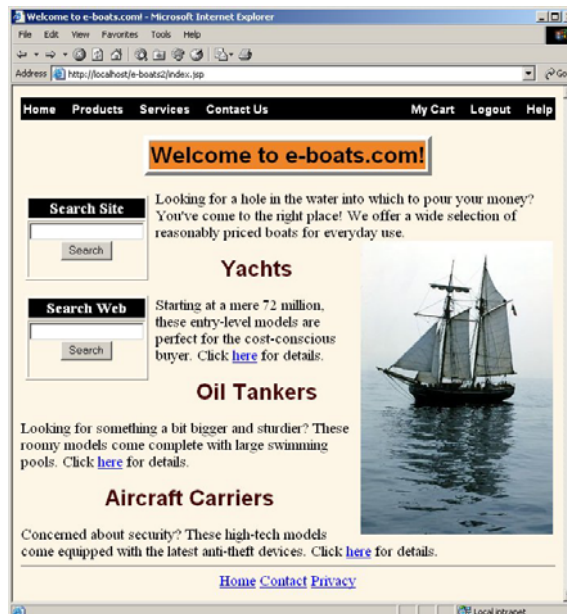 Welcome to e-boats.com! - Microsoft Internet Explorer
File Edit View Favorites Tools Help
Address http://localhost/e-boats2/index.jsp Go
Home Products Services Contact Us My Cart Logout Help
Welcome to e-boats.com!
Search Site
Search
Search Web
Search
Looking for a hole in the water into which to pour your money?
You've come to the right place! We offer a wide selection of
reasonably priced boats for everyday use.
Yachts
Starting at a mere 72 million,
these entry-level models are
perfect for the cost-conscious
buyer. Click here for details.
Oil Tankers
Looking for something a bit bigger and sturdier? These
roomy models come complete with large swimming
pools. Click here for details.
Aircraft Carriers
Concerned about security? These high-tech models
come equipped with the latest anti-theft devices. Click here for details.
Home Contact Privacy
Local intranet